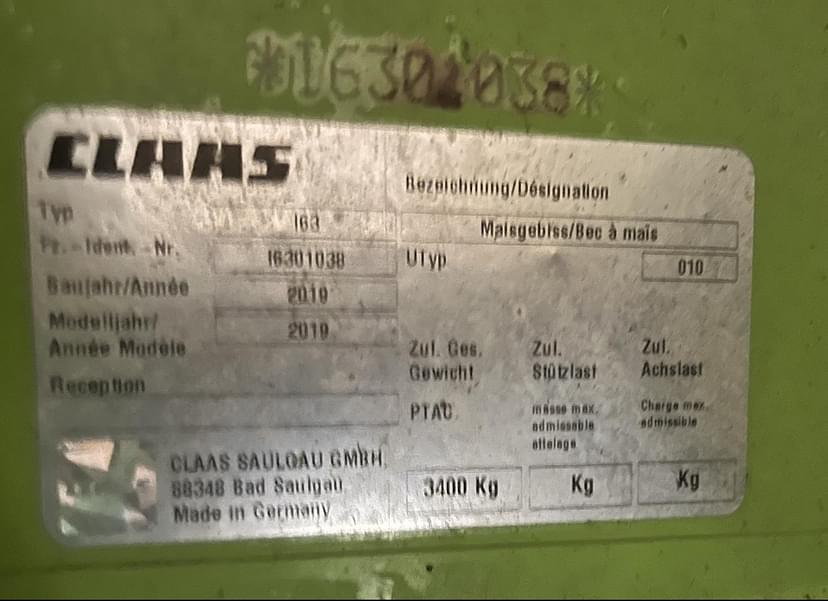 *I6301038*
CLAAS
Bezeichnung/Désignation
Typ
I63
Maisgebiss/Bec à maïs
Fz.-Ident.-Nr.
I6301038
UTyp
010
Baujahr/Année
2019
Modelljahr/
Année Modèle
2019
Reception
Zul. Ges.
Gewicht
Zul.
Stützlast
Zul.
Achslast
PTAC
masse max.
admissable
attelage
Charge max.
admissible
3400 Kg
Kg
Kg
CLAAS SAULGAU GMBH
88348 Bad Saulgau
Made in Germany